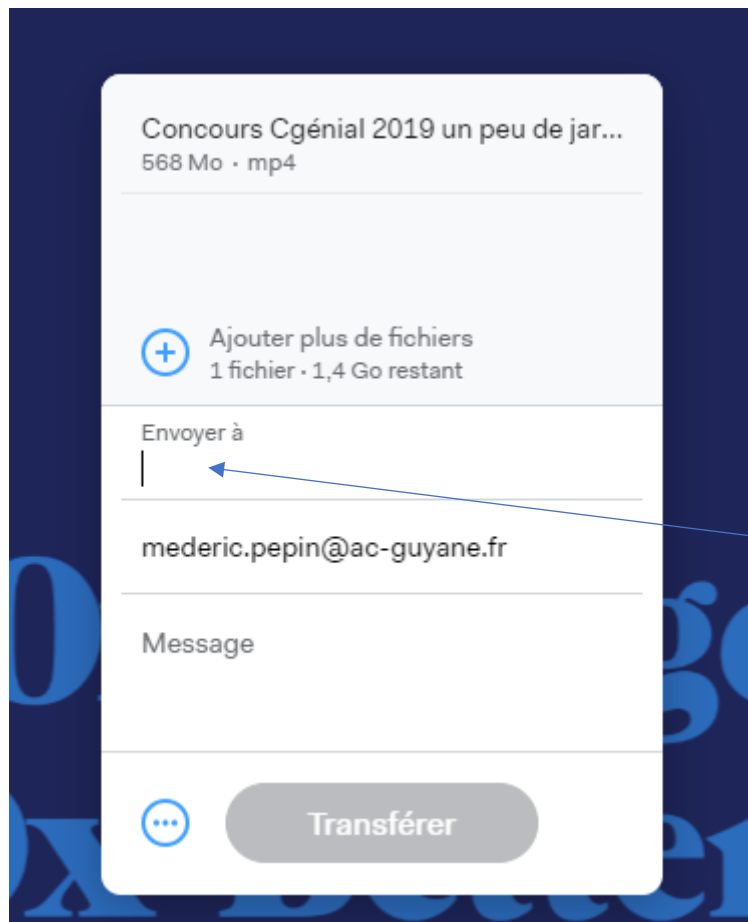 Concours Cgénial 2019 un peu de jar...
568 Mo · mp4
Ajouter plus de fichiers
1 fichier · 1,4 Go restant
Envoyer à
mederic.pepin@ac-guyane.fr
Message
Transférer